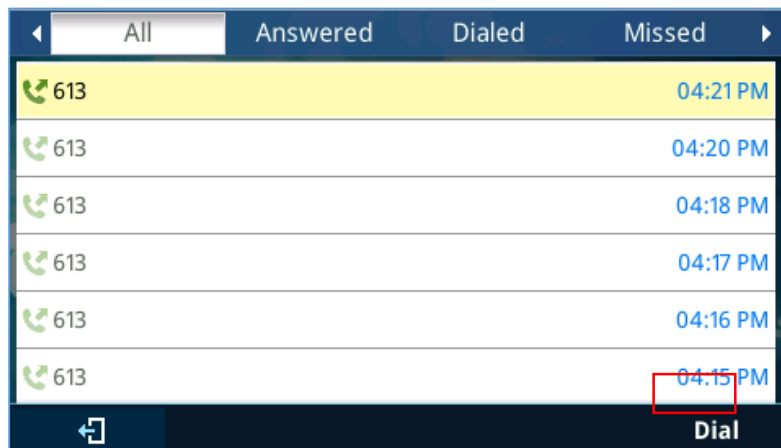 All Answered Dialed Missed
613 04:21 PM
613 04:20 PM
613 04:18 PM
613 04:17 PM
613 04:16 PM
613 04:15 PM
Dial